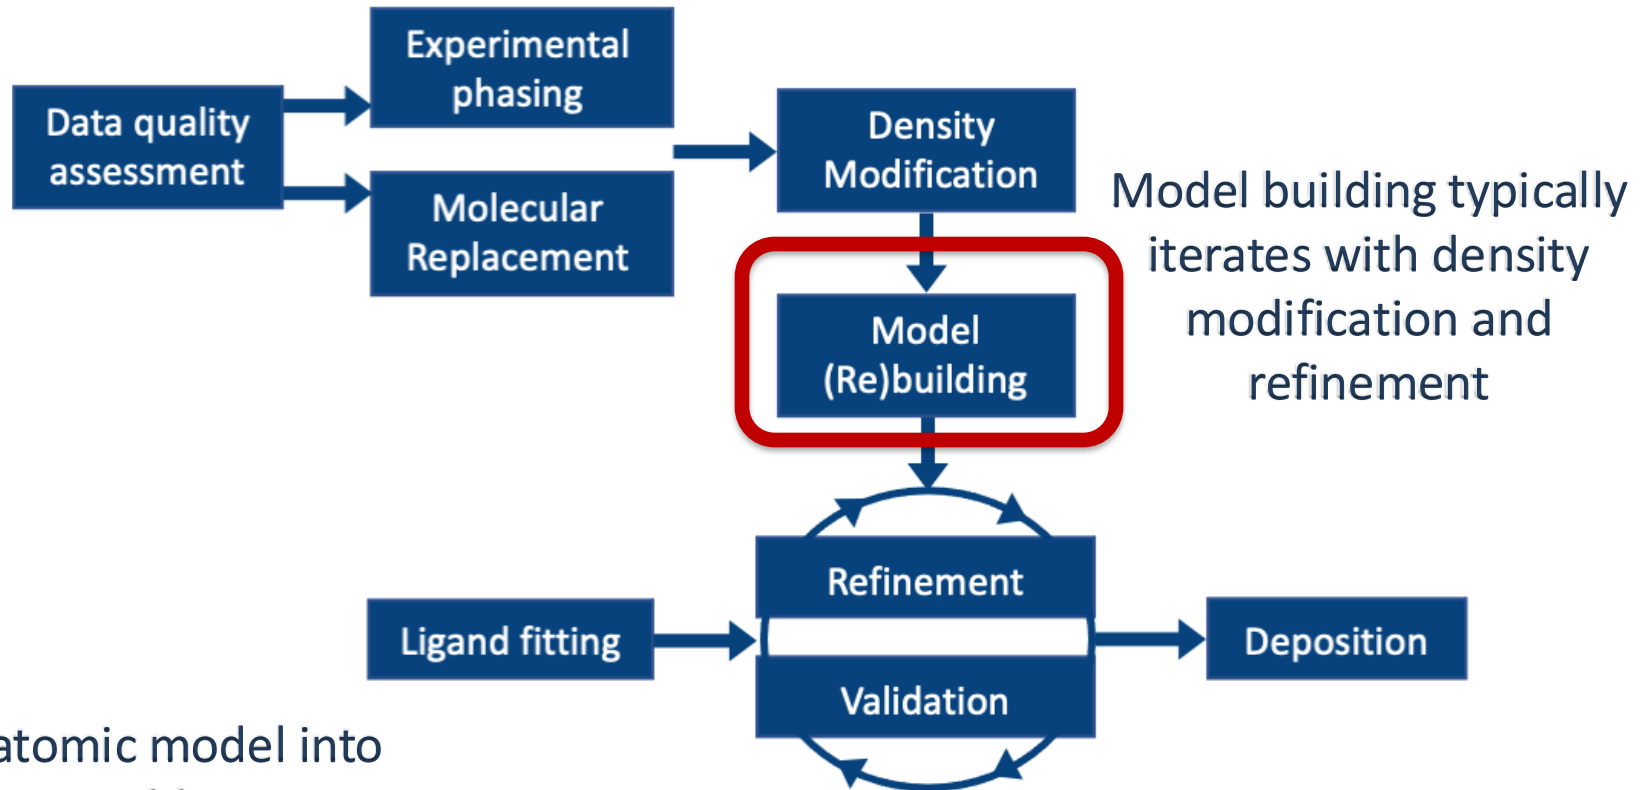 Experimental
phasing
Data quality
assessment
Molecular
Replacement
Density
Modification
Model building typically
iterates with density
modification and
refinement
Model
(Re)building
Refinement
Ligand fitting
Validation
Deposition
atomic model into